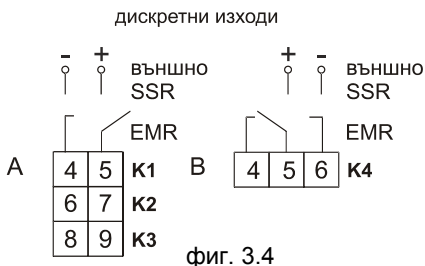 дискретни изходи
- + външно SSR
+ - външно SSR
EMR
EMR
A 4 5 K1
6 7 K2
8 9 K3
B 4 5 6 K4
фиг. 3.4